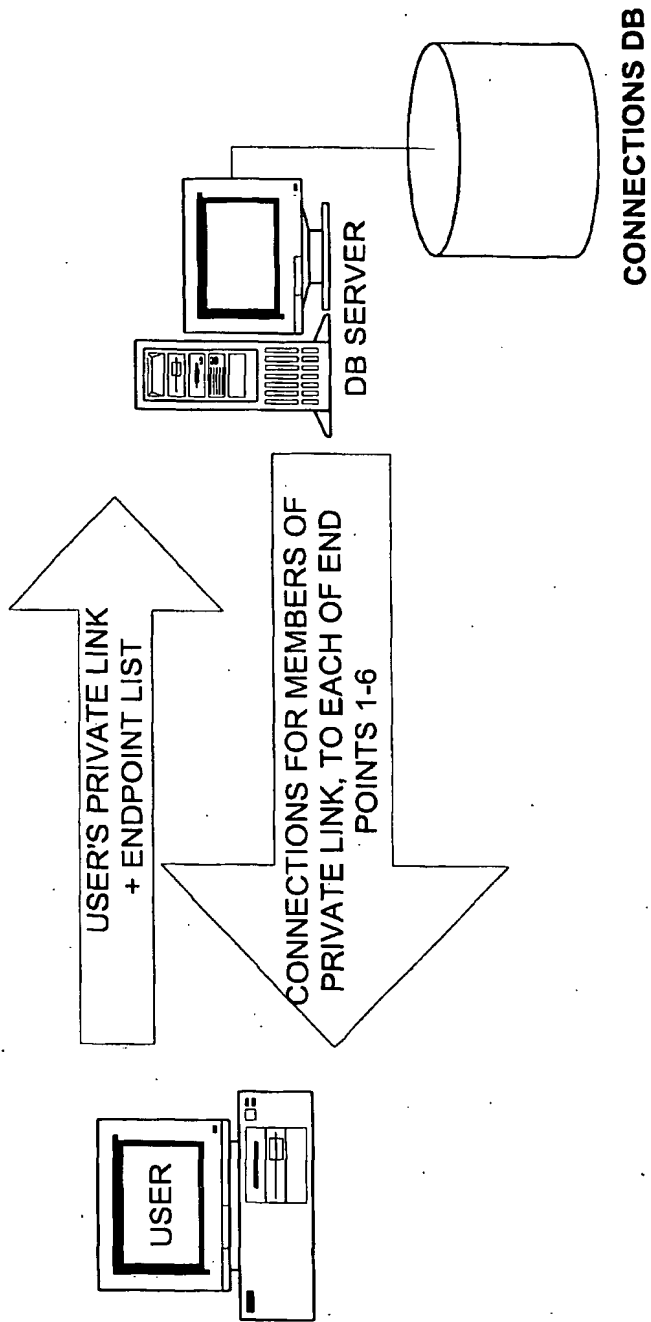 USER
USER'S PRIVATE LINK
+ ENDPOINT LIST
CONNECTIONS FOR MEMBERS OF
PRIVATE LINK, TO EACH OF END
POINTS 1-6
DB SERVER
CONNECTIONS DB